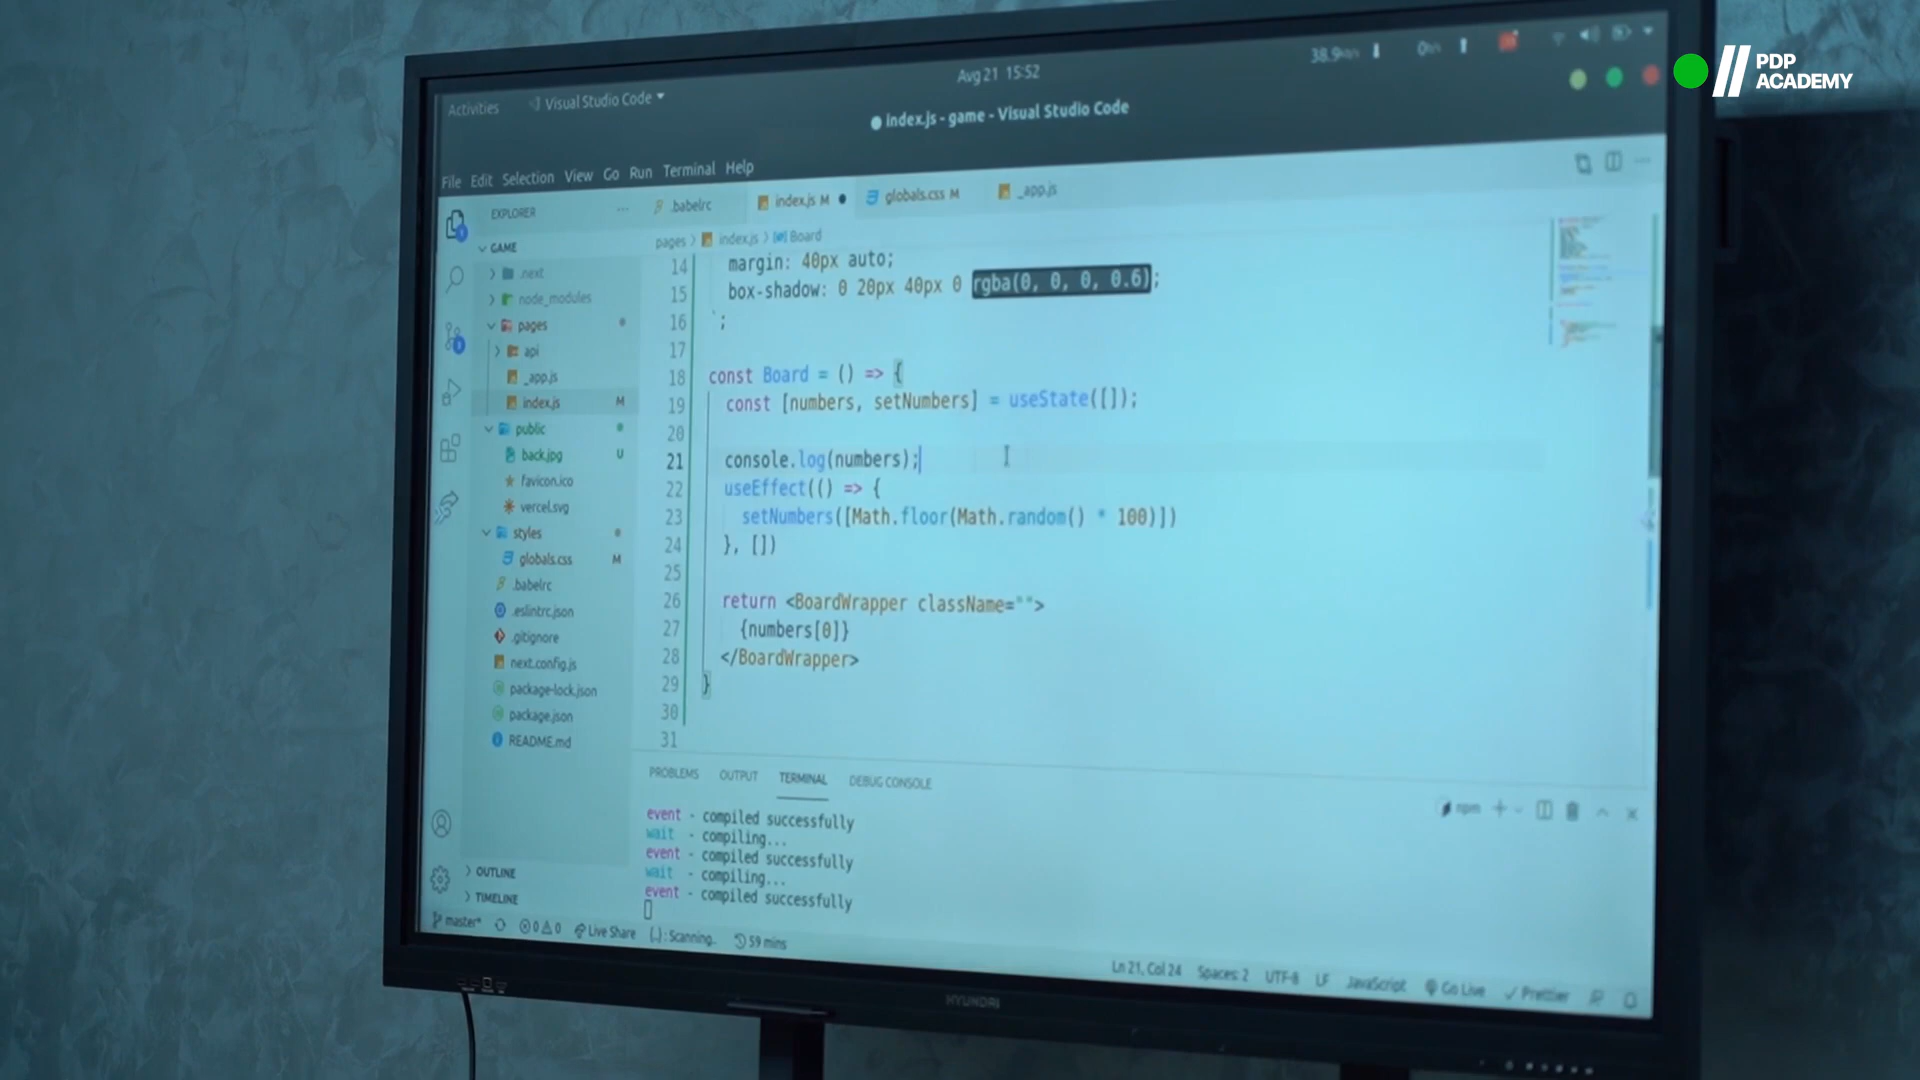 PDP
ACADEMY
Activities
Visual Studio Code
Avg 21 15:52
index.js - game - Visual Studio Code
File Edit Selection View Go Run Terminal Help
EXPLORER
.babelrc
index.js M
globals.css M
_app.js
pages > index.js > Board
GAME
.next
node_modules
pages
api
_app.js
index.js M
public
back.jpg U
favicon.ico
vercel.svg
styles
globals.css M
.babelrc
.eslintrc.json
.gitignore
next.config.js
package-lock.json
package.json
README.md
OUTLINE
TIMELINE
14 margin: 40px auto;
15 box-shadow: 0 20px 40px 0 rgba(0, 0, 0, 0.6);
16 `;
17
18 const Board = () => {
19 const [numbers, setNumbers] = useState([]);
20
21 console.log(numbers);
22 useEffect(() => {
23 setNumbers([Math.floor(Math.random() * 100)])
24 }, [])
25
26 return <BoardWrapper className="">
27 {numbers[0]}
28 </BoardWrapper>
29 }
30
31
PROBLEMS OUTPUT TERMINAL DEBUG CONSOLE
npm
event - compiled successfully
wait - compiling...
event - compiled successfully
wait - compiling...
event - compiled successfully
master* 0 0 Live Share {..} : Scanning.. 59 mins
Ln 21, Col 24 Spaces: 2 UTF-8 LF JavaScript Go Live Prettier
HYUNDAI